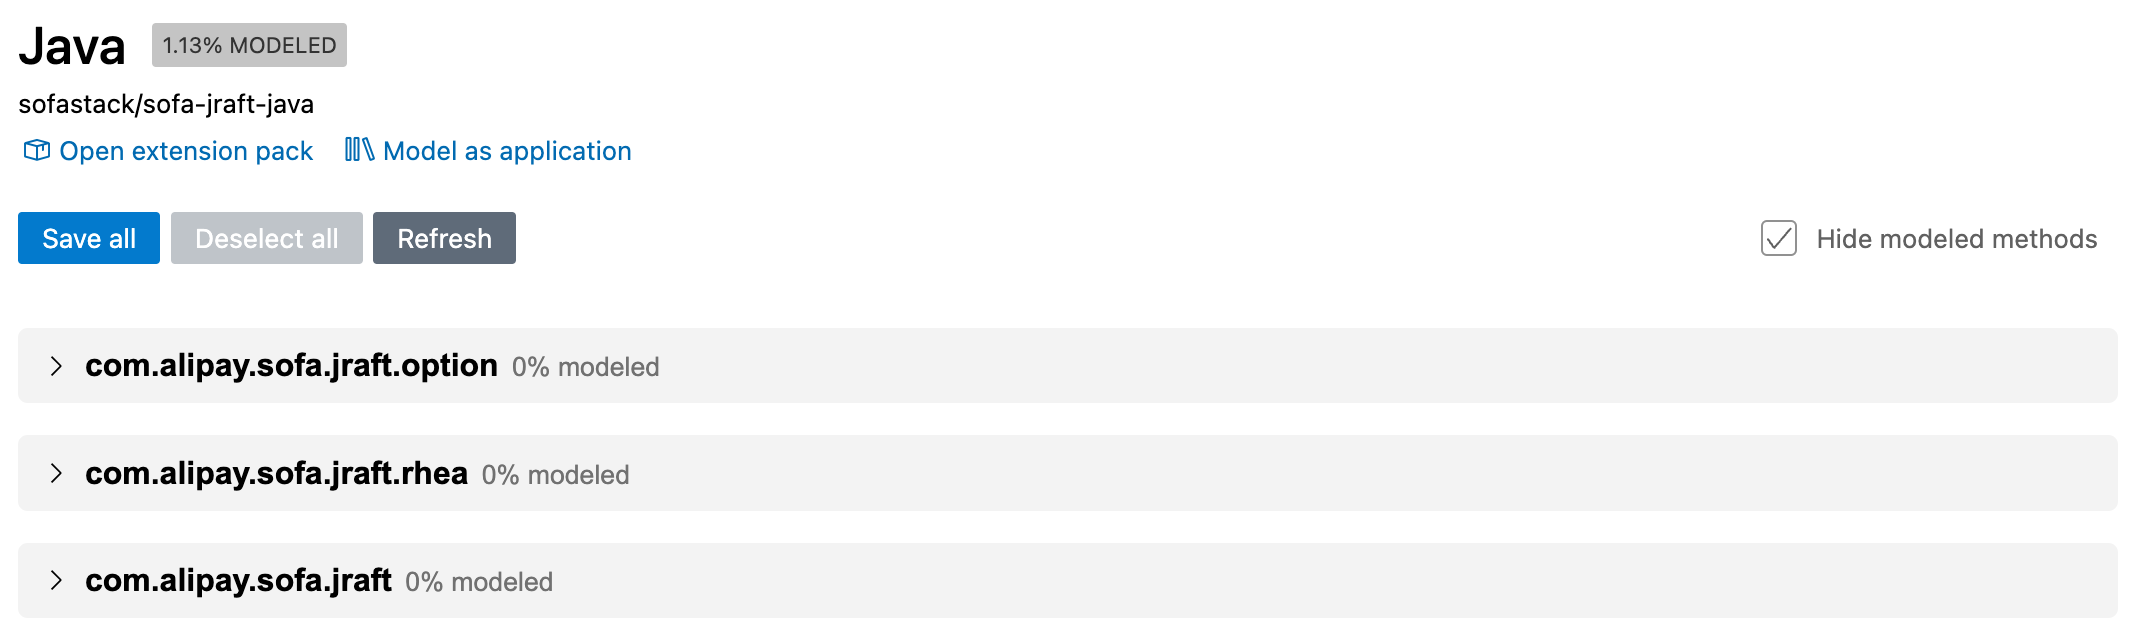 Java 1.13% MODELED
sofastack/sofa-jraft-java
Open extension pack Model as application
Save all Deselect all Refresh Hide modeled methods
com.alipay.sofa.jraft.option 0% modeled
com.alipay.sofa.jraft.rhea 0% modeled
com.alipay.sofa.jraft 0% modeled